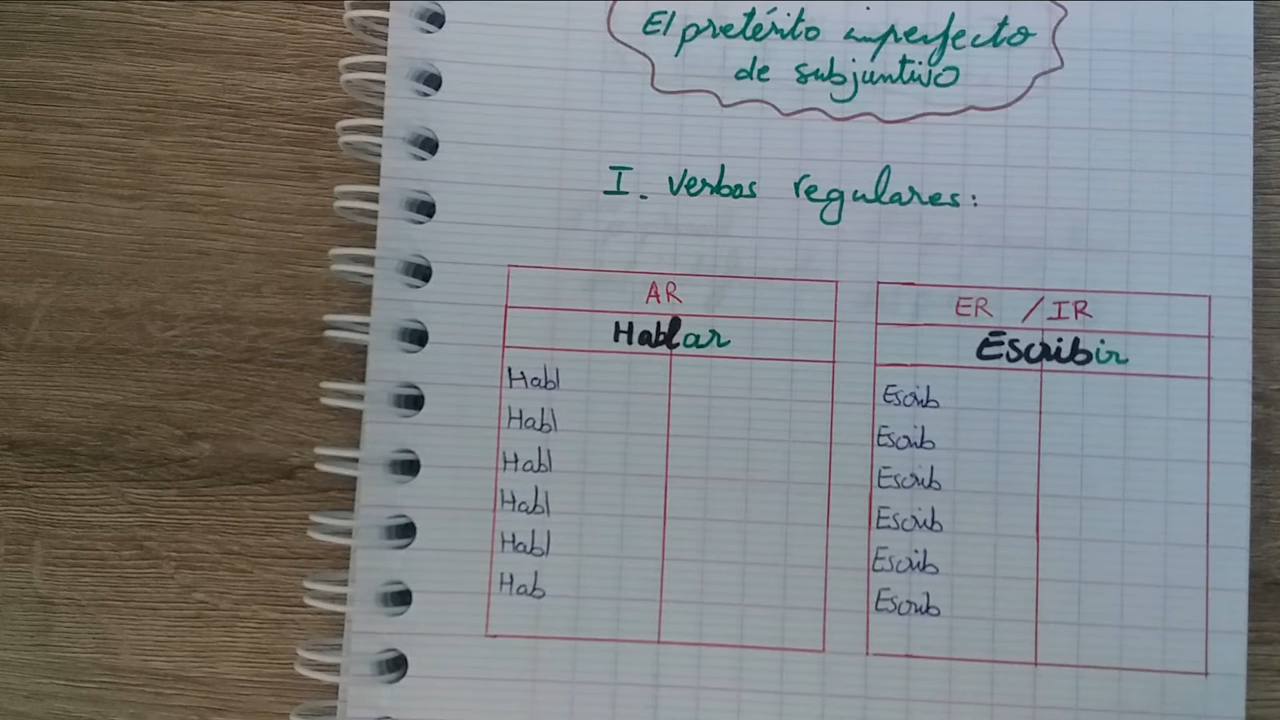 El pretérito imperfecto
de subjuntivo
I. Verbos regulares:
AR
Hablar
Habl
Habl
Habl
Habl
Habl
Hab
ER / IR
Escribir
Escrib
Escrib
Escrib
Escrib
Escrib
Escrib